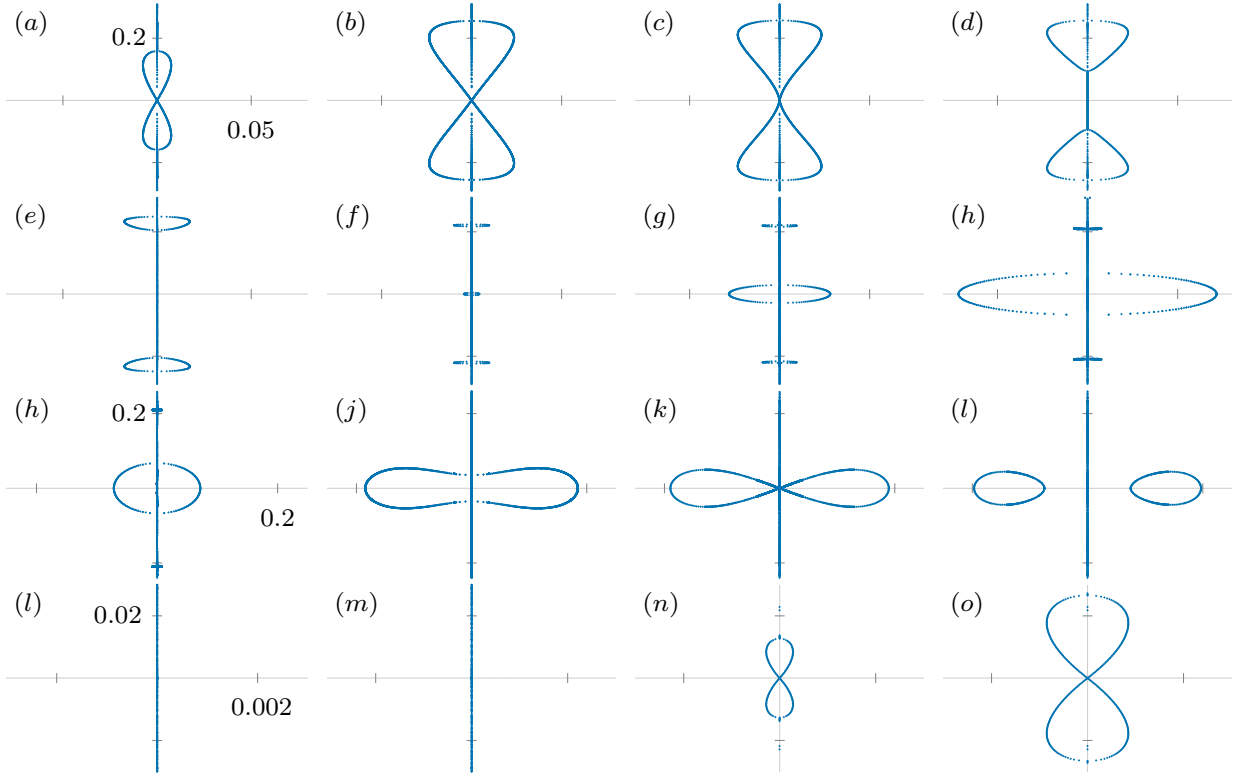 (a) 0.2 0.05 (b) (c) (d)
(e) (f) (g) (h)
(h) 0.2 0.2 (j) (k) (l)
(l) 0.02 0.002 (m) (n) (o)